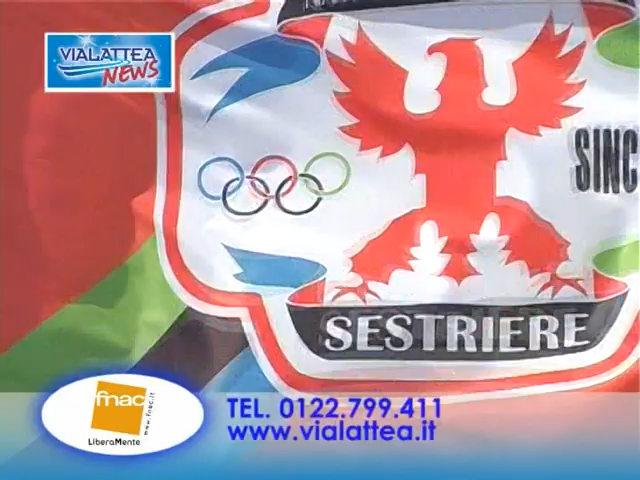 VIALATTEA
NEWS
SINC
SESTRIERE
fnac
www.fnac.it
LiberaMente
TEL. 0122.799.411
www.vialattea.it